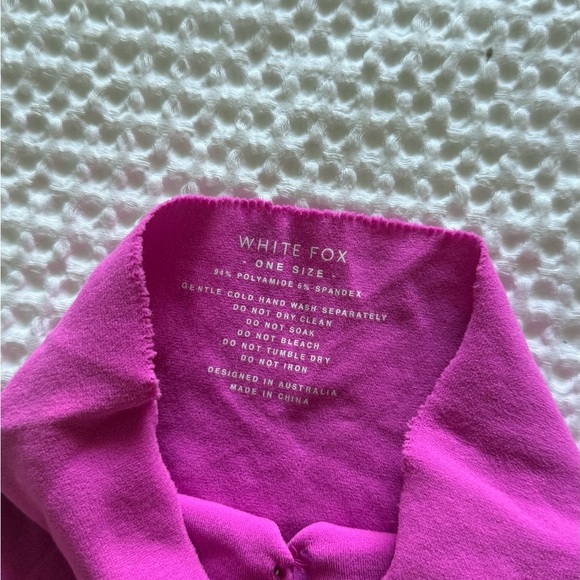 WHITE FOX
- ONE SIZE -
94% POLYAMIDE 6% SPANDEX
GENTLE COLD HAND WASH SEPARATELY
DO NOT DRY CLEAN
DO NOT SOAK
DO NOT BLEACH
DO NOT TUMBLE DRY
DO NOT IRON
DESIGNED IN AUSTRALIA
MADE IN CHINA